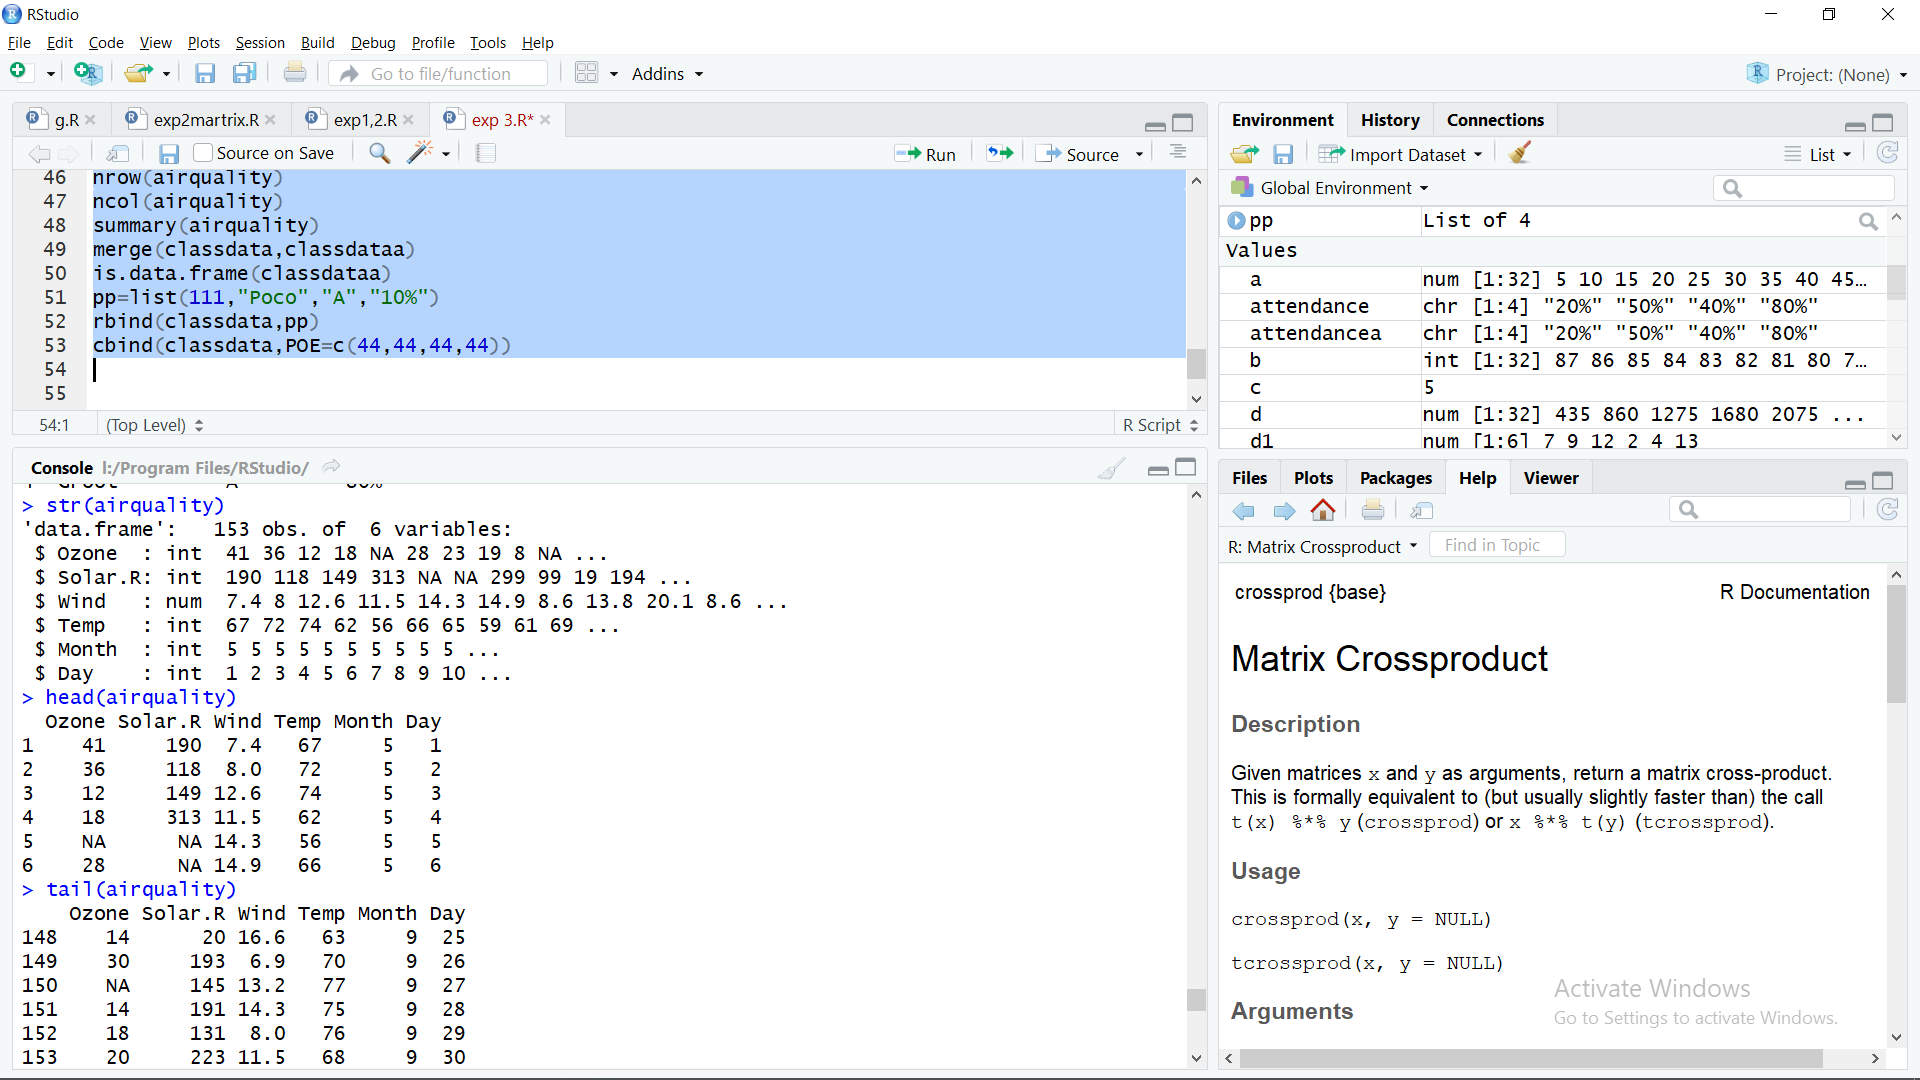 RStudio
File Edit Code View Plots Session Build Debug Profile Tools Help
Go to file/function Addins Project: (None)
g.R exp2martrix.R exp1,2.R exp 3.R*
Source on Save Run Source
46 nrow(airquality)
47 ncol(airquality)
48 summary(airquality)
49 merge(classdata,classdataa)
50 is.data.frame(classdataa)
51 pp=list(111,"Poco","A","10%")
52 rbind(classdata,pp)
53 cbind(classdata,POE=c(44,44,44,44))
54
55
54:1 (Top Level) R Script
Console I:/Program Files/RStudio/
> str(airquality)
'data.frame': 153 obs. of 6 variables:
$ Ozone : int 41 36 12 18 NA 28 23 19 8 NA ...
$ Solar.R: int 190 118 149 313 NA NA 299 99 19 194 ...
$ Wind : num 7.4 8 12.6 11.5 14.3 14.9 8.6 13.8 20.1 8.6 ...
$ Temp : int 67 72 74 62 56 66 65 59 61 69 ...
$ Month : int 5 5 5 5 5 5 5 5 5 5 ...
$ Day : int 1 2 3 4 5 6 7 8 9 10 ...
> head(airquality)
Ozone Solar.R Wind Temp Month Day
1 41 190 7.4 67 5 1
2 36 118 8.0 72 5 2
3 12 149 12.6 74 5 3
4 18 313 11.5 62 5 4
5 NA NA 14.3 56 5 5
6 28 NA 14.9 66 5 6
> tail(airquality)
Ozone Solar.R Wind Temp Month Day
148 14 20 16.6 63 9 25
149 30 193 6.9 70 9 26
150 NA 145 13.2 77 9 27
151 14 191 14.3 75 9 28
152 18 131 8.0 76 9 29
153 20 223 11.5 68 9 30
Environment History Connections
Import Dataset List
Global Environment
pp List of 4
Values
a num [1:32] 5 10 15 20 25 30 35 40 45...
attendance chr [1:4] "20%" "50%" "40%" "80%"
attendancea chr [1:4] "20%" "50%" "40%" "80%"
b int [1:32] 87 86 85 84 83 82 81 80 7...
c 5
d num [1:32] 435 860 1275 1680 2075 ...
d1 num [1:6] 7 9 12 2 4 13
Files Plots Packages Help Viewer
R: Matrix Crossproduct Find in Topic
crossprod {base} R Documentation
Matrix Crossproduct
Description
Given matrices x and y as arguments, return a matrix cross-product.
This is formally equivalent to (but usually slightly faster than) the call
t(x) %*% y (crossprod) or x %*% t(y) (tcrossprod).
Usage
crossprod(x, y = NULL)
tcrossprod(x, y = NULL)
Arguments
Activate Windows
Go to Settings to activate Windows.